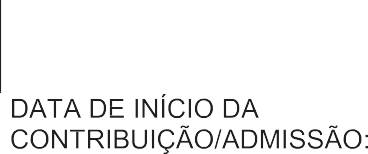 DATA DE INÍCIO DA
CONTRIBUIÇÃO/ADMISSÃO: